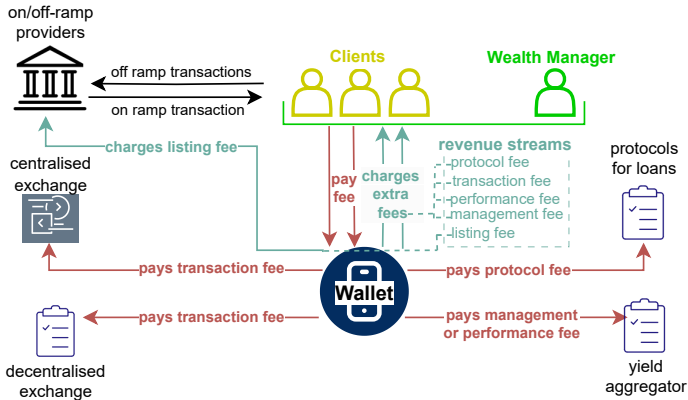 on/off-ramp
providers
off ramp transactions
on ramp transaction
Clients
Wealth Manager
charges listing fee
pay
fee
charges
extra
fees
revenue streams
protocol fee
transaction fee
performance fee
management fee
listing fee
protocols
for loans
centralised
exchange
pays transaction fee
Wallet
pays protocol fee
pays transaction fee
pays management
or performance fee
decentralised
exchange
yield
aggregator